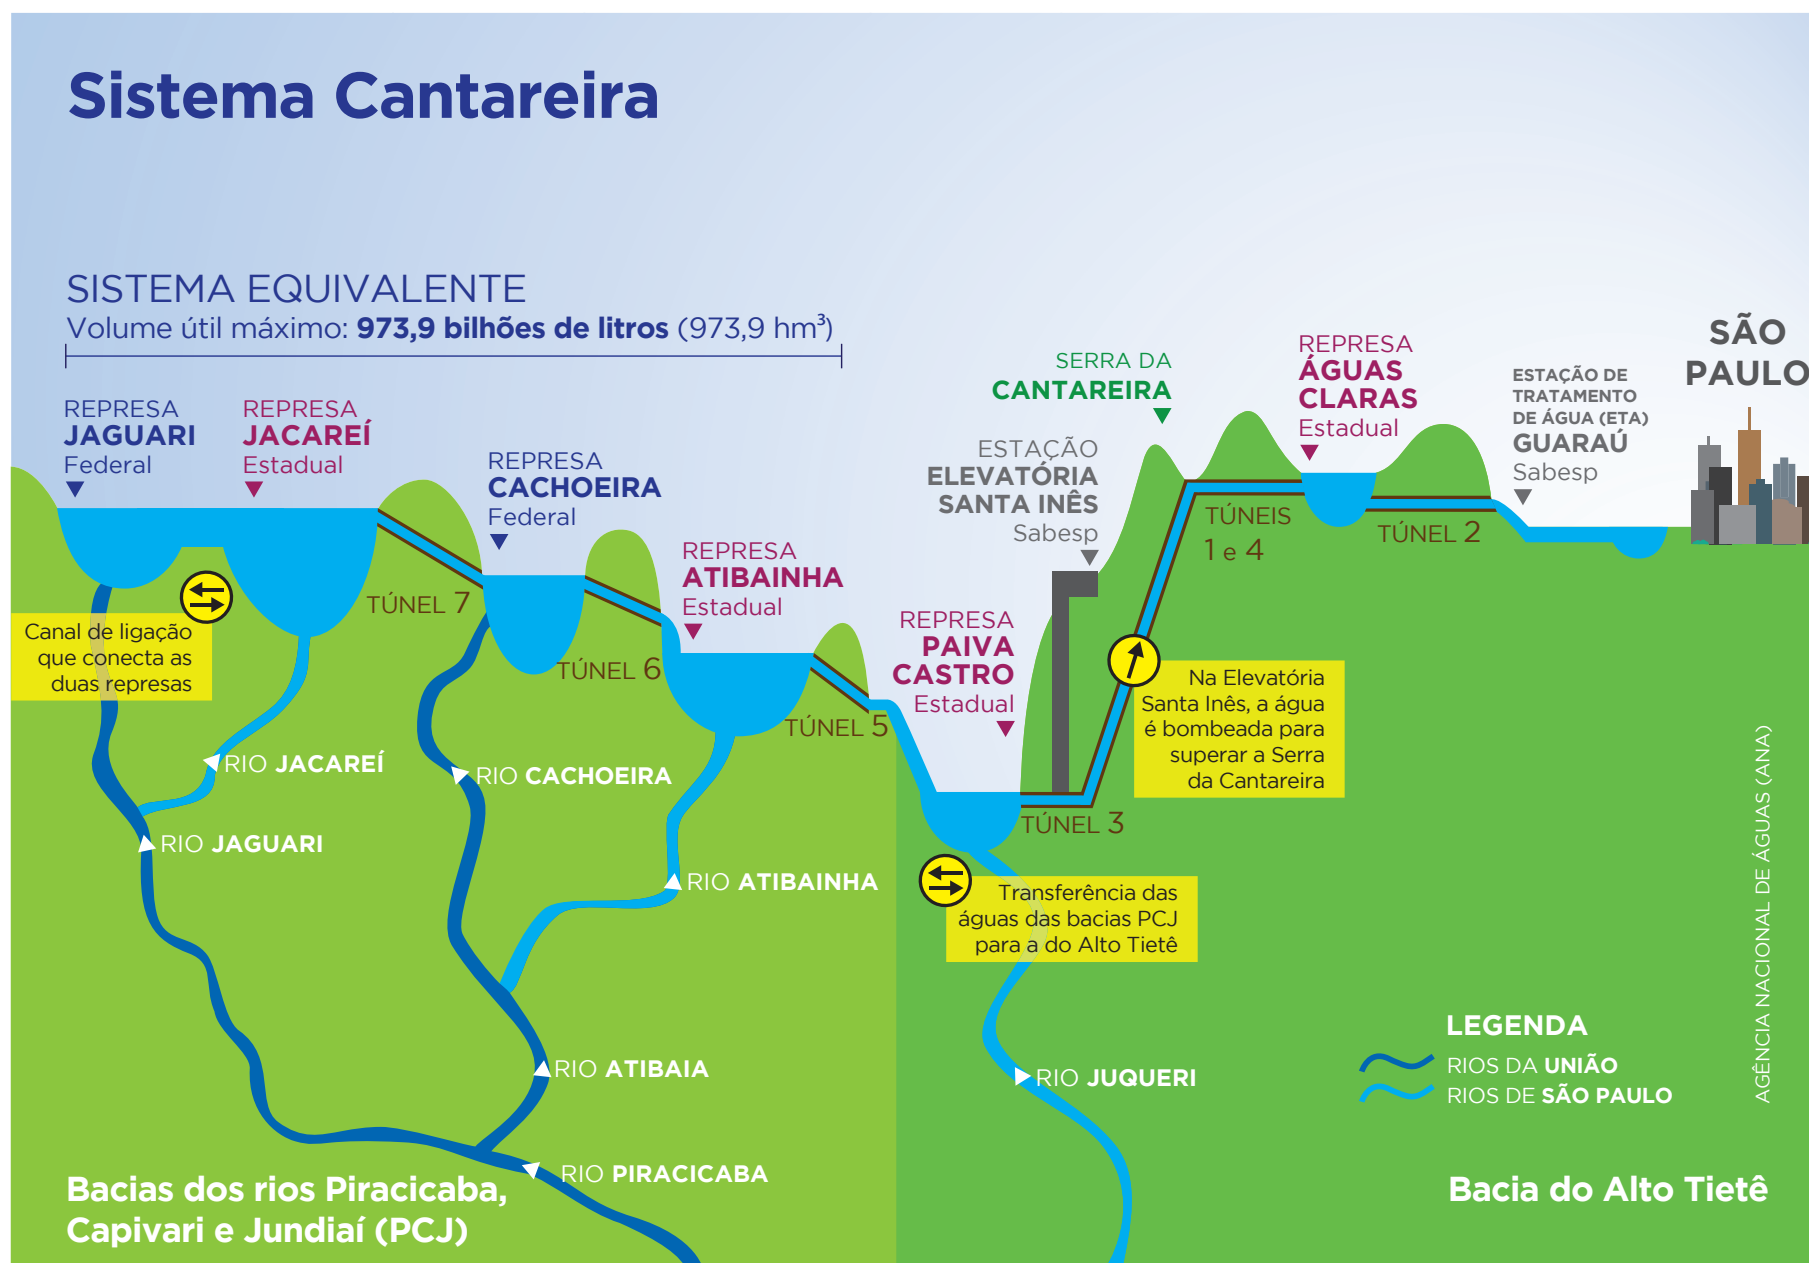 Sistema Cantareira
SISTEMA EQUIVALENTE
Volume útil máximo: 973,9 bilhões de litros (973,9 hm³)
REPRESA
JAGUARI
Federal
REPRESA
JACAREÍ
Estadual
REPRESA
CACHOEIRA
Federal
REPRESA
ATIBAINHA
Estadual
REPRESA
PAIVA
CASTRO
Estadual
ESTAÇÃO
ELEVATÓRIA
SANTA INÊS
Sabesp
SERRA DA
CANTAREIRA
REPRESA
ÁGUAS
CLARAS
Estadual
ESTAÇÃO DE
TRATAMENTO
DE ÁGUA (ETA)
GUARAÚ
Sabesp
SÃO
PAULO
TÚNEL 7
TÚNEL 6
TÚNEL 5
TÚNEL 3
TÚNEIS
1 e 4
TÚNEL 2
Canal de ligação
que conecta as
duas represas
Na Elevatória
Santa Inês, a água
é bombeada para
superar a Serra
da Cantareira
Transferência das
águas das bacias PCJ
para a do Alto Tietê
RIO JACAREÍ
RIO JAGUARI
RIO CACHOEIRA
RIO ATIBAINHA
RIO ATIBAIA
RIO PIRACICABA
RIO JUQUERI
LEGENDA
RIOS DA UNIÃO
RIOS DE SÃO PAULO
AGÊNCIA NACIONAL DE ÁGUAS (ANA)
Bacias dos rios Piracicaba,
Capivari e Jundiaí (PCJ)
Bacia do Alto Tietê